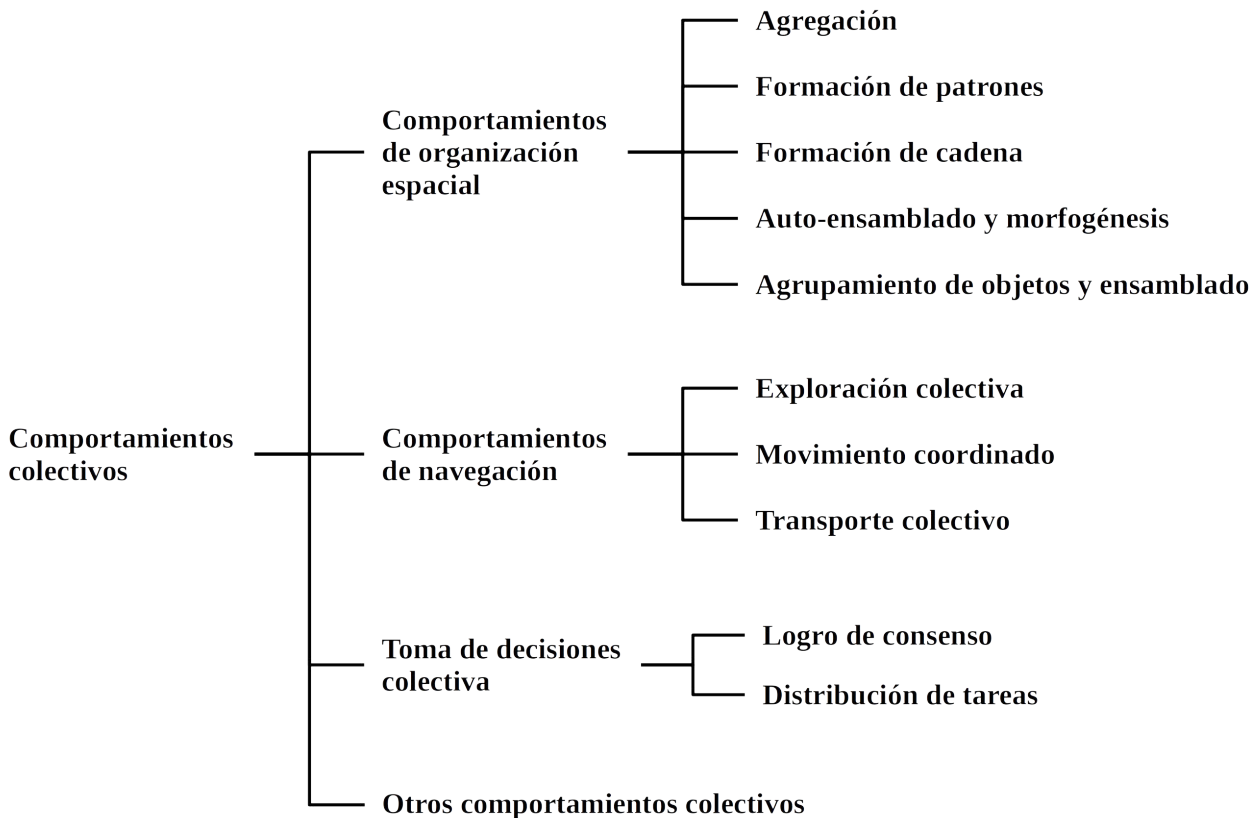 Comportamientos
colectivos
Comportamientos
de organización
espacial
Agregación
Formación de patrones
Formación de cadena
Auto-ensamblado y morfogénesis
Agrupamiento de objetos y ensamblado
Comportamientos
de navegación
Exploración colectiva
Movimiento coordinado
Transporte colectivo
Toma de decisiones
colectiva
Logro de consenso
Distribución de tareas
Otros comportamientos colectivos